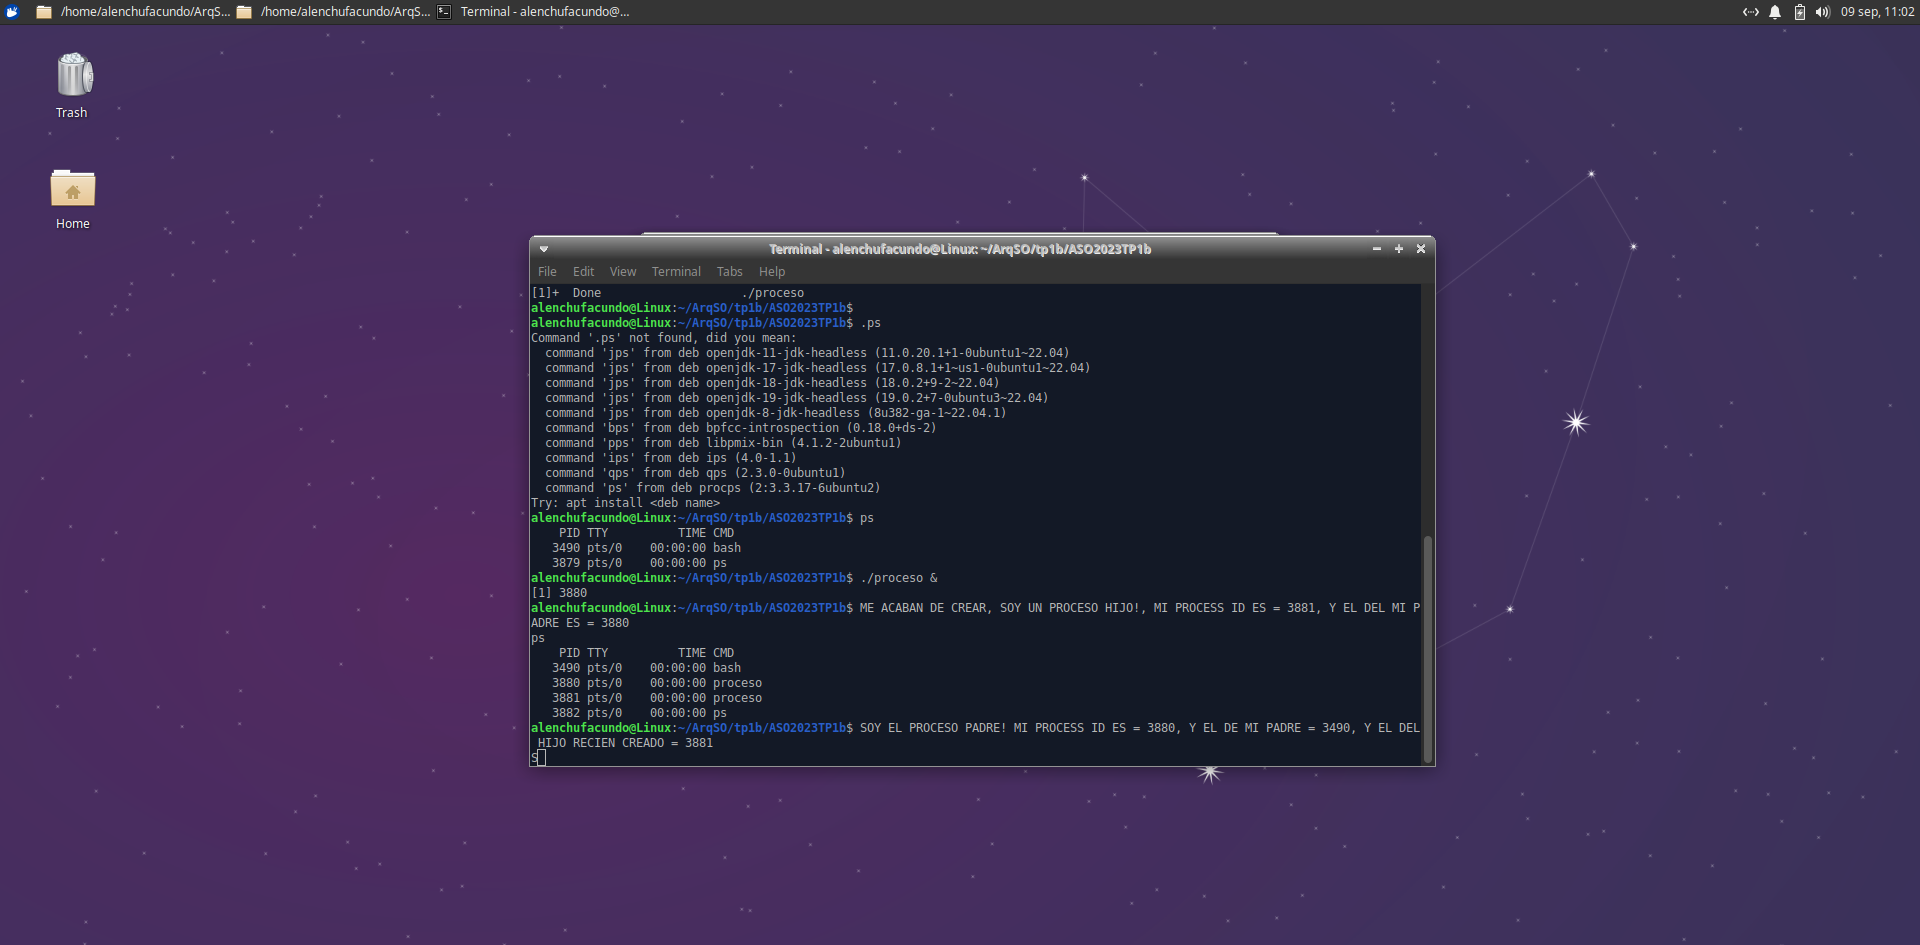 /home/alenchufacundo/ArqS... /home/alenchufacundo/ArqS... Terminal - alenchufacundo@... 09 sep, 11:02
Trash
Home
Terminal - alenchufacundo@Linux: ~/ArqSO/tp1b/ASO2023TP1b
File Edit View Terminal Tabs Help
[1]+  Done                    ./proceso
alenchufacundo@Linux:~/ArqSO/tp1b/ASO2023TP1b$
alenchufacundo@Linux:~/ArqSO/tp1b/ASO2023TP1b$ .ps
Command '.ps' not found, did you mean:
  command 'jps' from deb openjdk-11-jdk-headless (11.0.20.1+1-0ubuntu1~22.04)
  command 'jps' from deb openjdk-17-jdk-headless (17.0.8.1+1~us1-0ubuntu1~22.04)
  command 'jps' from deb openjdk-18-jdk-headless (18.0.2+9-2~22.04)
  command 'jps' from deb openjdk-19-jdk-headless (19.0.2+7-0ubuntu3~22.04)
  command 'jps' from deb openjdk-8-jdk-headless (8u382-ga-1~22.04.1)
  command 'bps' from deb bpfcc-introspection (0.18.0+ds-2)
  command 'pps' from deb libpmix-bin (4.1.2-2ubuntu1)
  command 'ips' from deb ips (4.0-1.1)
  command 'qps' from deb qps (2.3.0-0ubuntu1)
  command 'ps' from deb procps (2:3.3.17-6ubuntu2)
Try: apt install <deb name>
alenchufacundo@Linux:~/ArqSO/tp1b/ASO2023TP1b$ ps
    PID TTY          TIME CMD
   3490 pts/0    00:00:00 bash
   3879 pts/0    00:00:00 ps
alenchufacundo@Linux:~/ArqSO/tp1b/ASO2023TP1b$ ./proceso &
[1] 3880
alenchufacundo@Linux:~/ArqSO/tp1b/ASO2023TP1b$ ME ACABAN DE CREAR, SOY UN PROCESO HIJO!, MI PROCESS ID ES = 3881, Y EL DEL MI P
ADRE ES = 3880
ps
    PID TTY          TIME CMD
   3490 pts/0    00:00:00 bash
   3880 pts/0    00:00:00 proceso
   3881 pts/0    00:00:00 proceso
   3882 pts/0    00:00:00 ps
alenchufacundo@Linux:~/ArqSO/tp1b/ASO2023TP1b$ SOY EL PROCESO PADRE! MI PROCESS ID ES = 3880, Y EL DE MI PADRE = 3490, Y EL DEL
 HIJO RECIEN CREADO = 3881
S